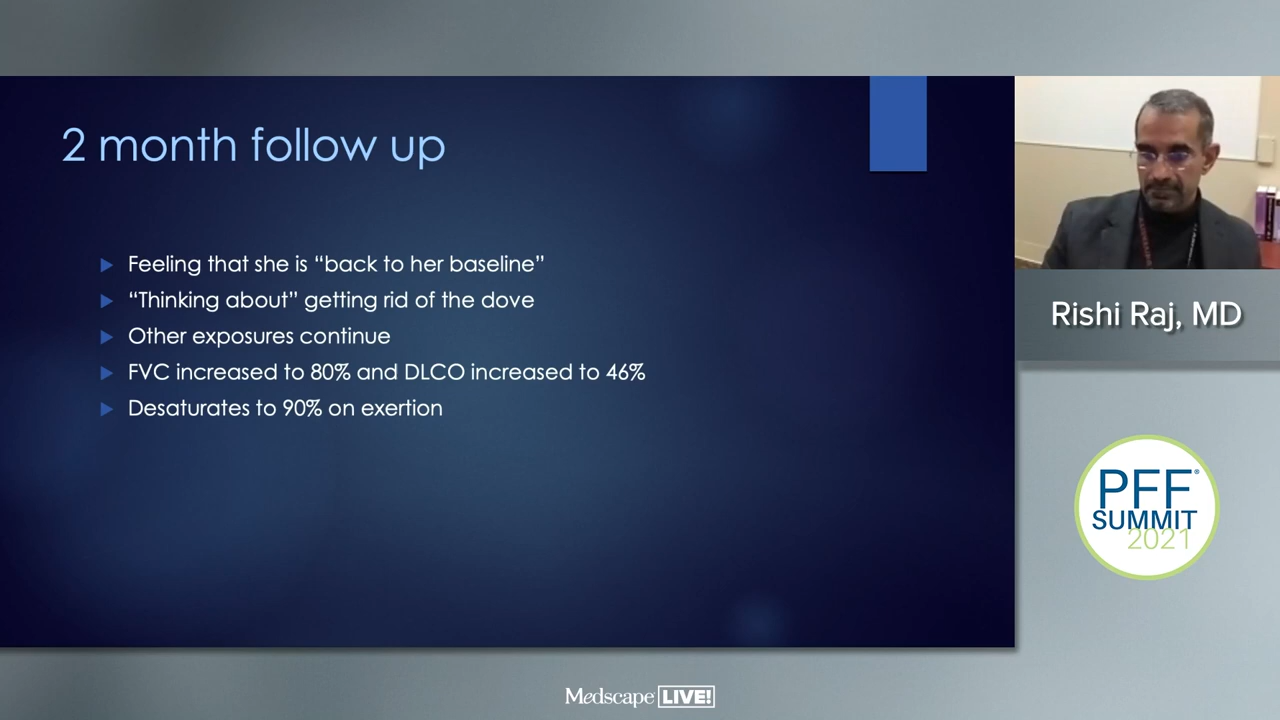 2 month follow up
Feeling that she is “back to her baseline”
“Thinking about” getting rid of the dove
Other exposures continue
FVC increased to 80% and DLCO increased to 46%
Desaturates to 90% on exertion
Rishi Raj, MD
PFF®
SUMMIT
2021
Medscape LIVE!